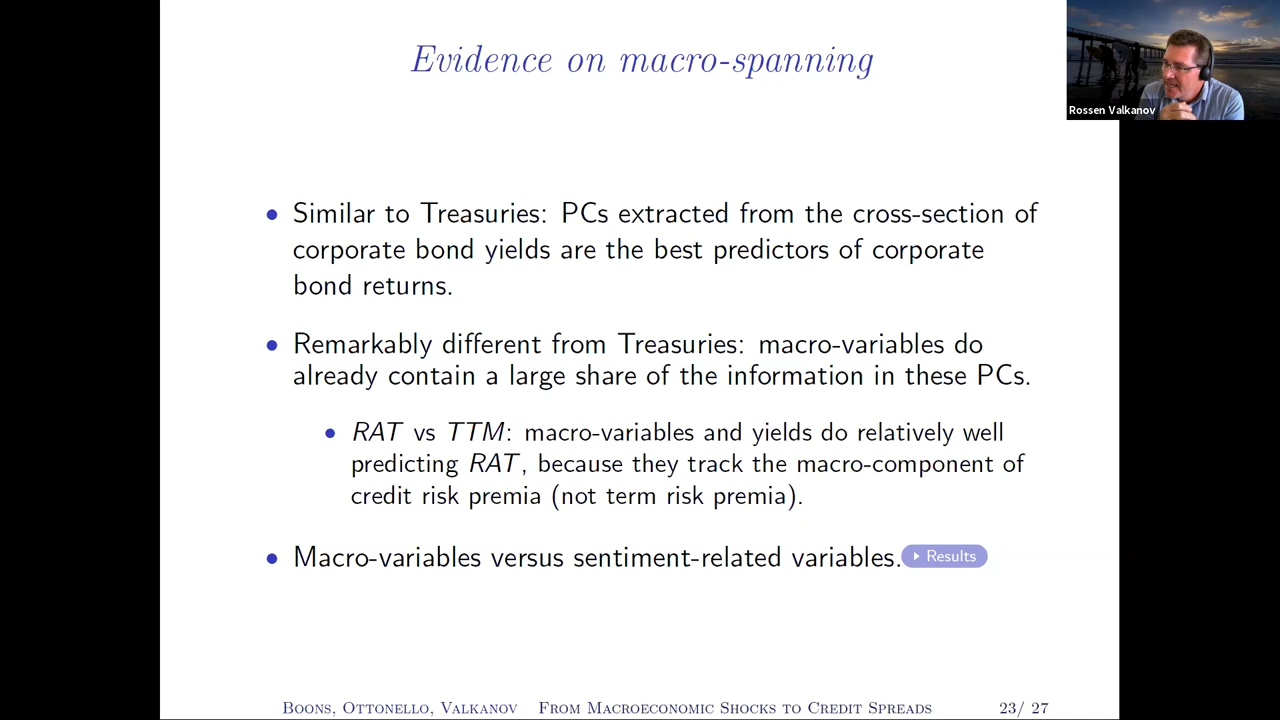 Evidence on macro-spanning
Rossen Valkanov
• Similar to Treasuries: PCs extracted from the cross-section of
corporate bond yields are the best predictors of corporate
bond returns.
• Remarkably different from Treasuries: macro-variables do
already contain a large share of the information in these PCs.
• RAT vs TTM: macro-variables and yields do relatively well
predicting RAT, because they track the macro-component of
credit risk premia (not term risk premia).
• Macro-variables versus sentiment-related variables. Results
Boons, Ottonello, Valkanov From Macroeconomic Shocks to Credit Spreads 23/ 27